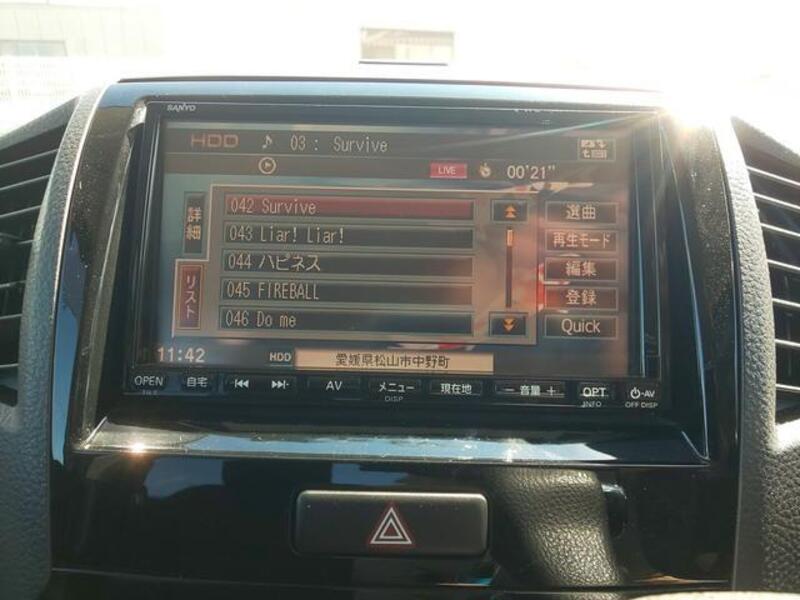 SANYO
HDD ♪ 03 : Survive
LIVE 00'21"
詳細
リスト
042 Survive
043 Liar! Liar!
044 ハピネス
045 FIREBALL
046 Do me
選曲
再生モード
編集
登録
Quick
11:42 HDD 愛媛県松山市中野町
OPEN 自宅 AV メニュー 現在地 − 音量 + OPT AV
DISP INFO OFF DISP